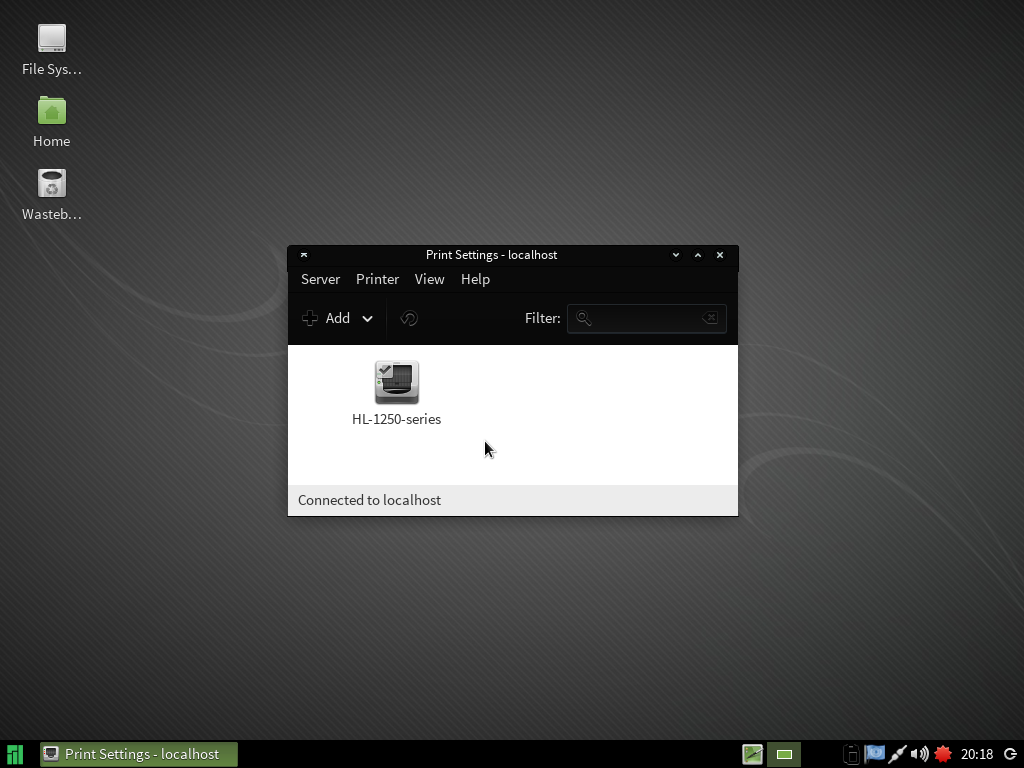 File Sys...
Home
Wasteb...
Print Settings - localhost
Server Printer View Help
Add Filter:
HL-1250-series
Connected to localhost
Print Settings - localhost 20:18